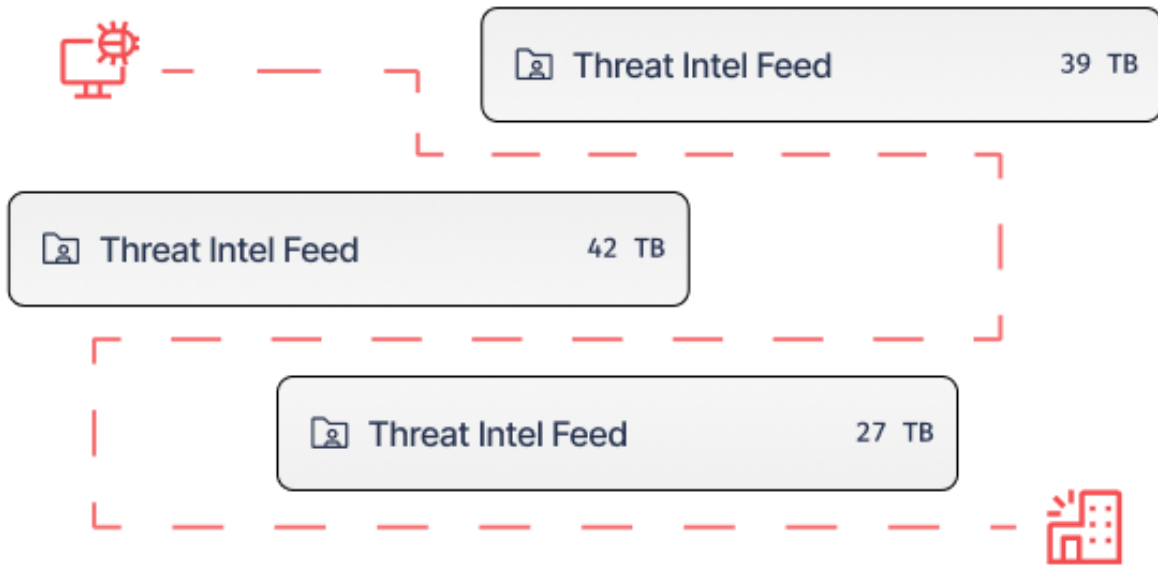 Threat Intel Feed 39 TB
Threat Intel Feed 42 TB
Threat Intel Feed 27 TB